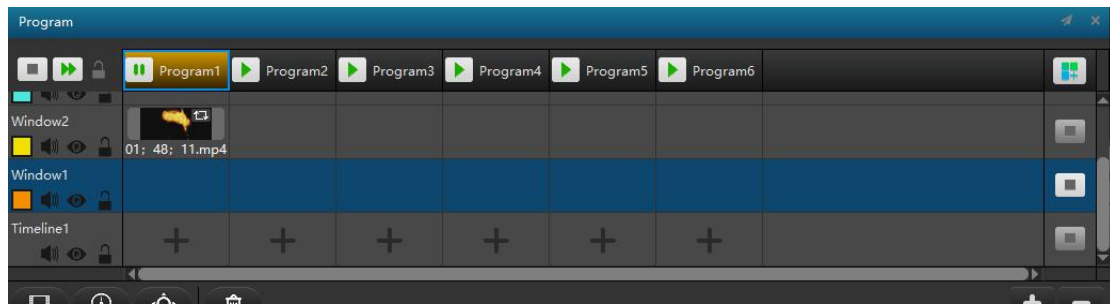 Program
Program1 Program2 Program3 Program4 Program5 Program6
Window2
01; 48; 11.mp4
Window1
Timeline1